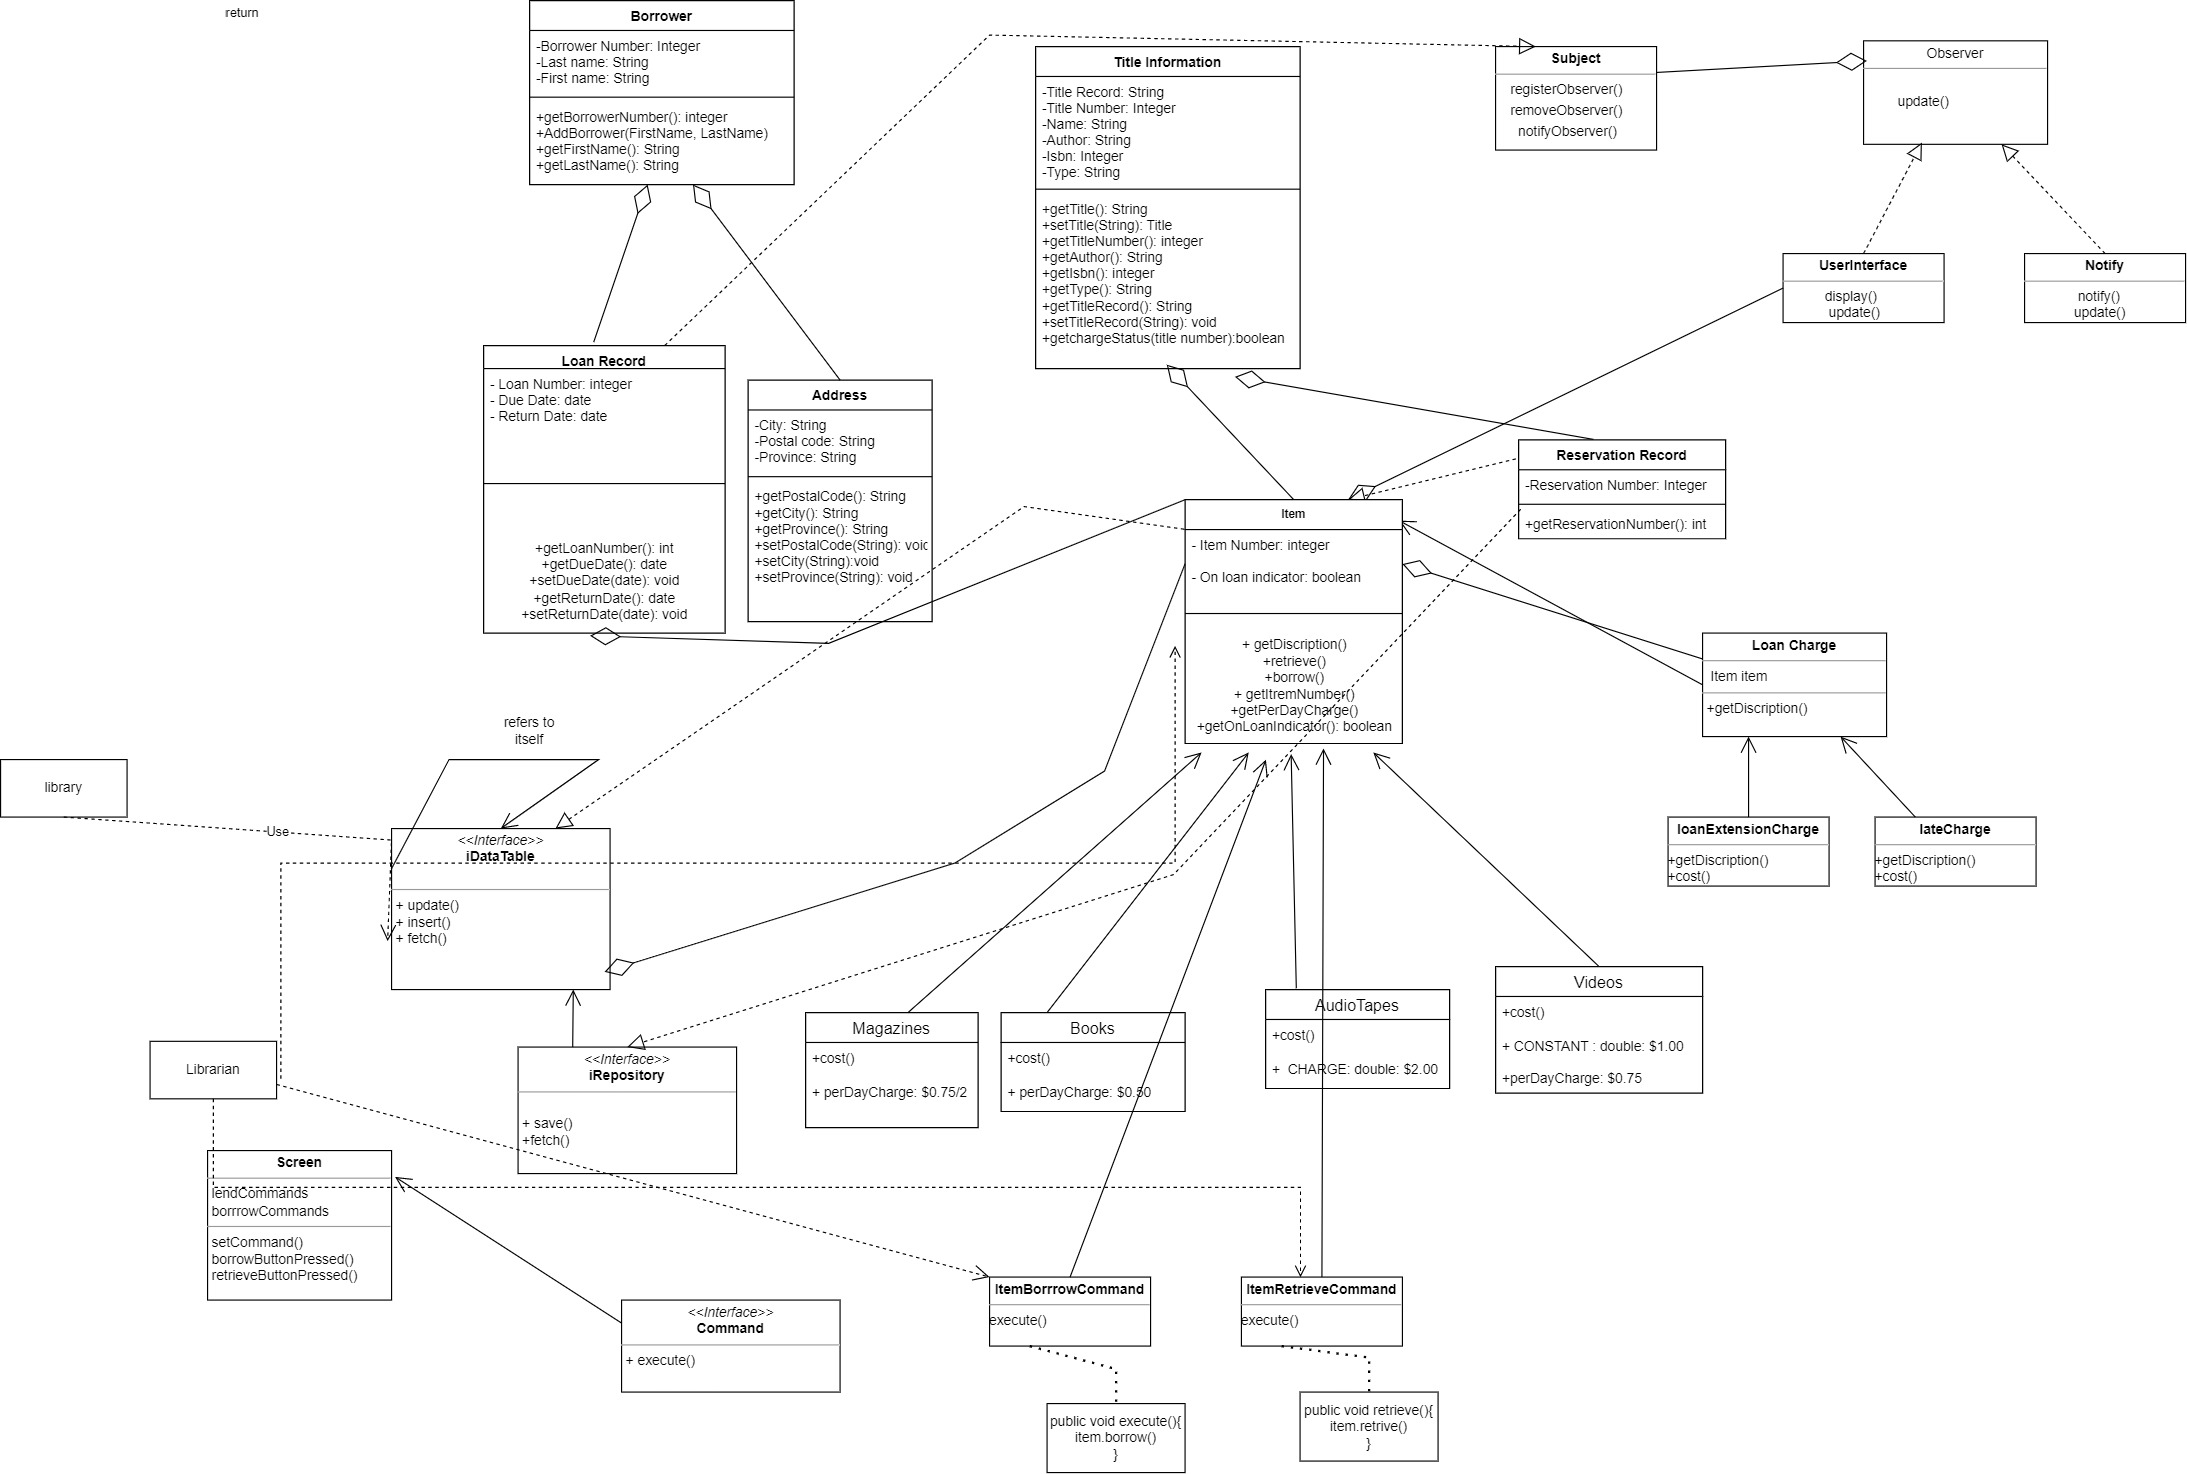 return
Borrower
-Borrower Number: Integer
-Last name: String
-First name: String
+getBorrowerNumber(): integer
+AddBorrower(FirstName, LastName)
+getFirstName(): String
+getLastName(): String
Title Information
-Title Record: String
-Title Number: Integer
-Name: String
-Author: String
-Isbn: Integer
-Type: String
+getTitle(): String
+setTitle(String): Title
+getTitleNumber(): integer
+getAuthor(): String
+getIsbn(): integer
+getType(): String
+getTitleRecord(): String
+setTitleRecord(String): void
+getchargeStatus(title number):boolean
Subject
registerObserver()
removeObserver()
notifyObserver()
Observer
update()
UserInterface
display()
update()
Notify
notify()
update()
Loan Record
- Loan Number: integer
- Due Date: date
- Return Date: date
+getLoanNumber(): int
+getDueDate(): date
+setDueDate(date): void
+getReturnDate(): date
+setReturnDate(date): void
Address
-City: String
-Postal code: String
-Province: String
+getPostalCode(): String
+getCity(): String
+getProvince(): String
+setPostalCode(String): void
+setCity(String):void
+setProvince(String): void
Item
- Item Number: integer
- On loan indicator: boolean
+ getDiscription()
+retrieve()
+borrow()
+ getItremNumber()
+getPerDayCharge()
+getOnLoanIndicator(): boolean
Reservation Record
-Reservation Number: Integer
+getReservationNumber(): int
Loan Charge
Item item
+getDiscription()
loanExtensionCharge
+getDiscription()
+cost()
lateCharge
+getDiscription()
+cost()
refers to
itself
library
Use
<<Interface>>
iDataTable
+ update()
+ insert()
+ fetch()
Librarian
<<Interface>>
iRepository
+ save()
+fetch()
Magazines
+cost()
+ perDayCharge: $0.75/2
Books
+cost()
+ perDayCharge: $0.50
AudioTapes
+cost()
+ CHARGE: double: $2.00
Videos
+cost()
+ CONSTANT : double: $1.00
+perDayCharge: $0.75
Screen
lendCommands
borrrowCommands
setCommand()
borrowButtonPressed()
retrieveButtonPressed()
<<Interface>>
Command
+ execute()
ItemBorrrowCommand
execute()
ItemRetrieveCommand
execute()
public void execute(){
item.borrow()
}
public void retrieve(){
item.retrive()
}